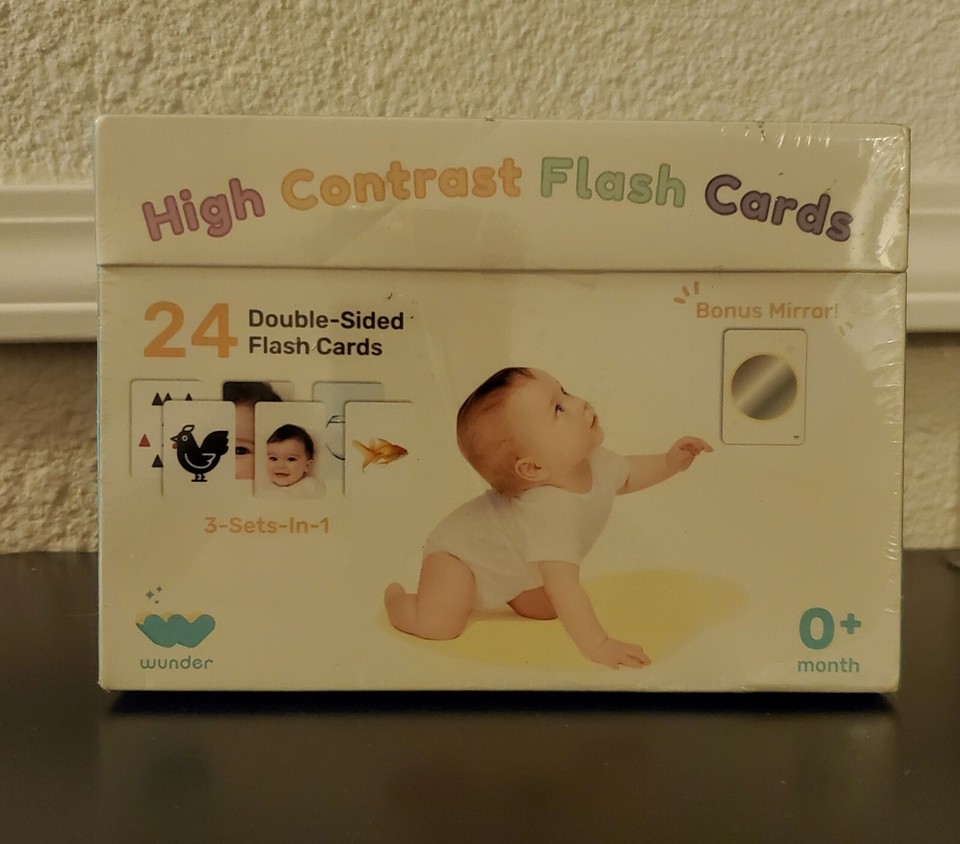 High Contrast Flash Cards
24 Double-Sided
Flash Cards
Bonus Mirror!
3-Sets-In-1
wunder
0+
month